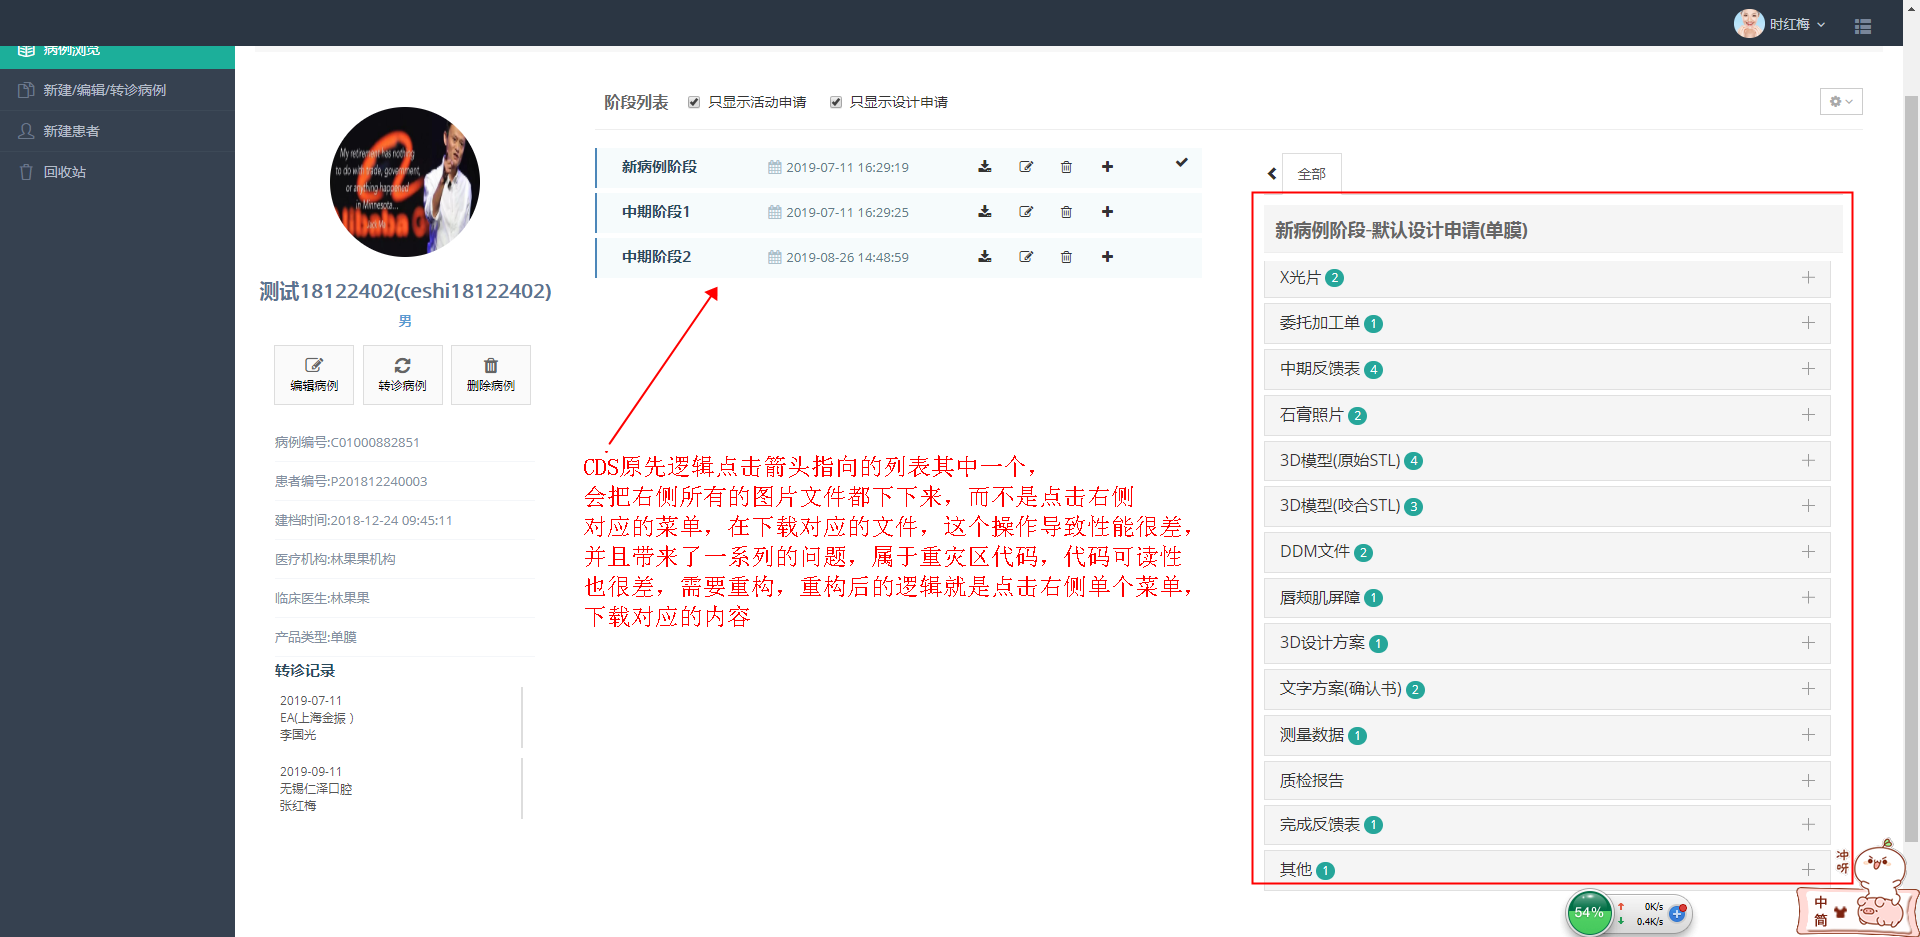 时红梅
病例浏览
新建/编辑/转诊病例
新建患者
回收站
My retirement has nothing
to do with trade, government,
or anything happened
in Minnesota...
Jack Ma
libaba G
测试18122402(ceshi18122402)
男
编辑病例 转诊病例 删除病例
病例编号:C01000882851
患者编号:P201812240003
建档时间:2018-12-24 09:45:11
医疗机构:林果果机构
临床医生:林果果
产品类型:单膜
转诊记录
2019-07-11
EA(上海金振 )
李国光
2019-09-11
无锡仁泽口腔
张红梅
阶段列表 只显示活动申请 只显示设计申请
新病例阶段 2019-07-11 16:29:19
中期阶段1 2019-07-11 16:29:25
中期阶段2 2019-08-26 14:48:59
CDS原先逻辑点击箭头指向的列表其中一个，
会把右侧所有的图片文件都下下来，而不是点击右侧
对应的菜单，在下载对应的文件，这个操作导致性能很差，
并且带来了一系列的问题，属于重灾区代码，代码可读性
也很差，需要重构，重构后的逻辑就是点击右侧单个菜单，
下载对应的内容
全部
新病例阶段-默认设计申请(单膜)
X光片 2
委托加工单 1
中期反馈表 4
石膏照片 2
3D模型(原始STL) 4
3D模型(咬合STL) 3
DDM文件 2
唇颊肌屏障 1
3D设计方案 1
文字方案(确认书) 2
测量数据 1
质检报告
完成反馈表 1
其他 1
54%
0K/s
0.4K/s
冲
呀
中
简